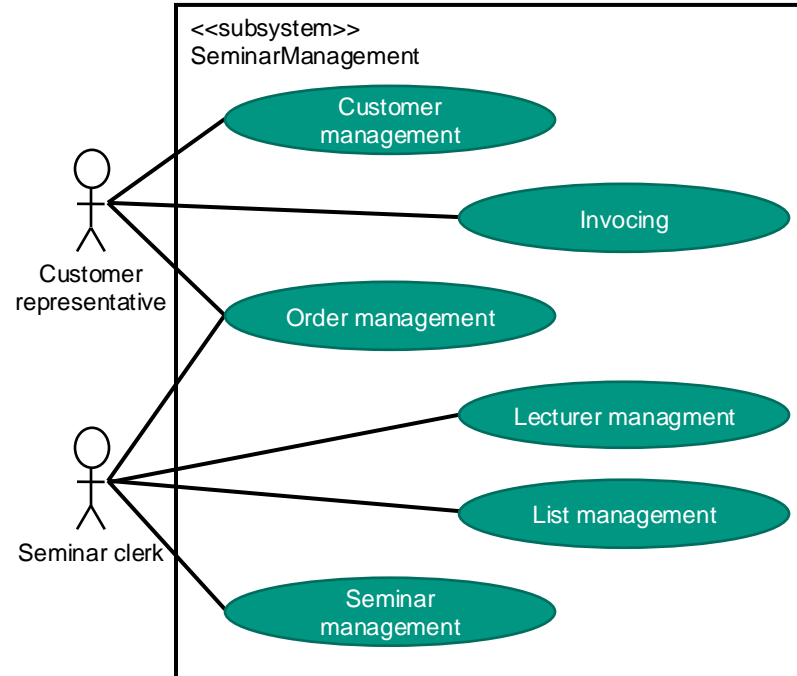 <<subsystem>>
SeminarManagement
Customer
management
Invocing
Customer
representative
Order management
Lecturer managment
List management
Seminar clerk
Seminar
management